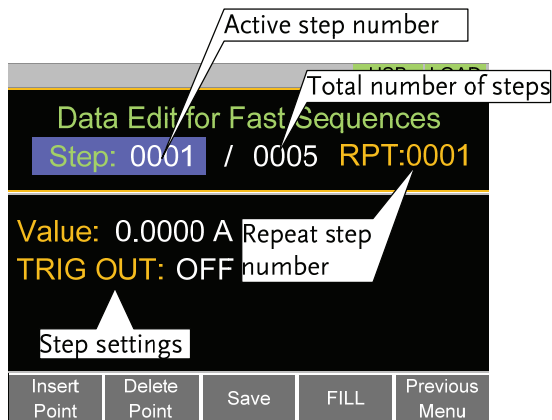 Active step number
Total number of steps
Data Edit for Fast Sequences
Step: 0001 / 0005 RPT:0001
Value: 0.0000 A
Repeat step number
TRIG OUT: OFF
Step settings
Insert Point
Delete Point
Save
FILL
Previous Menu